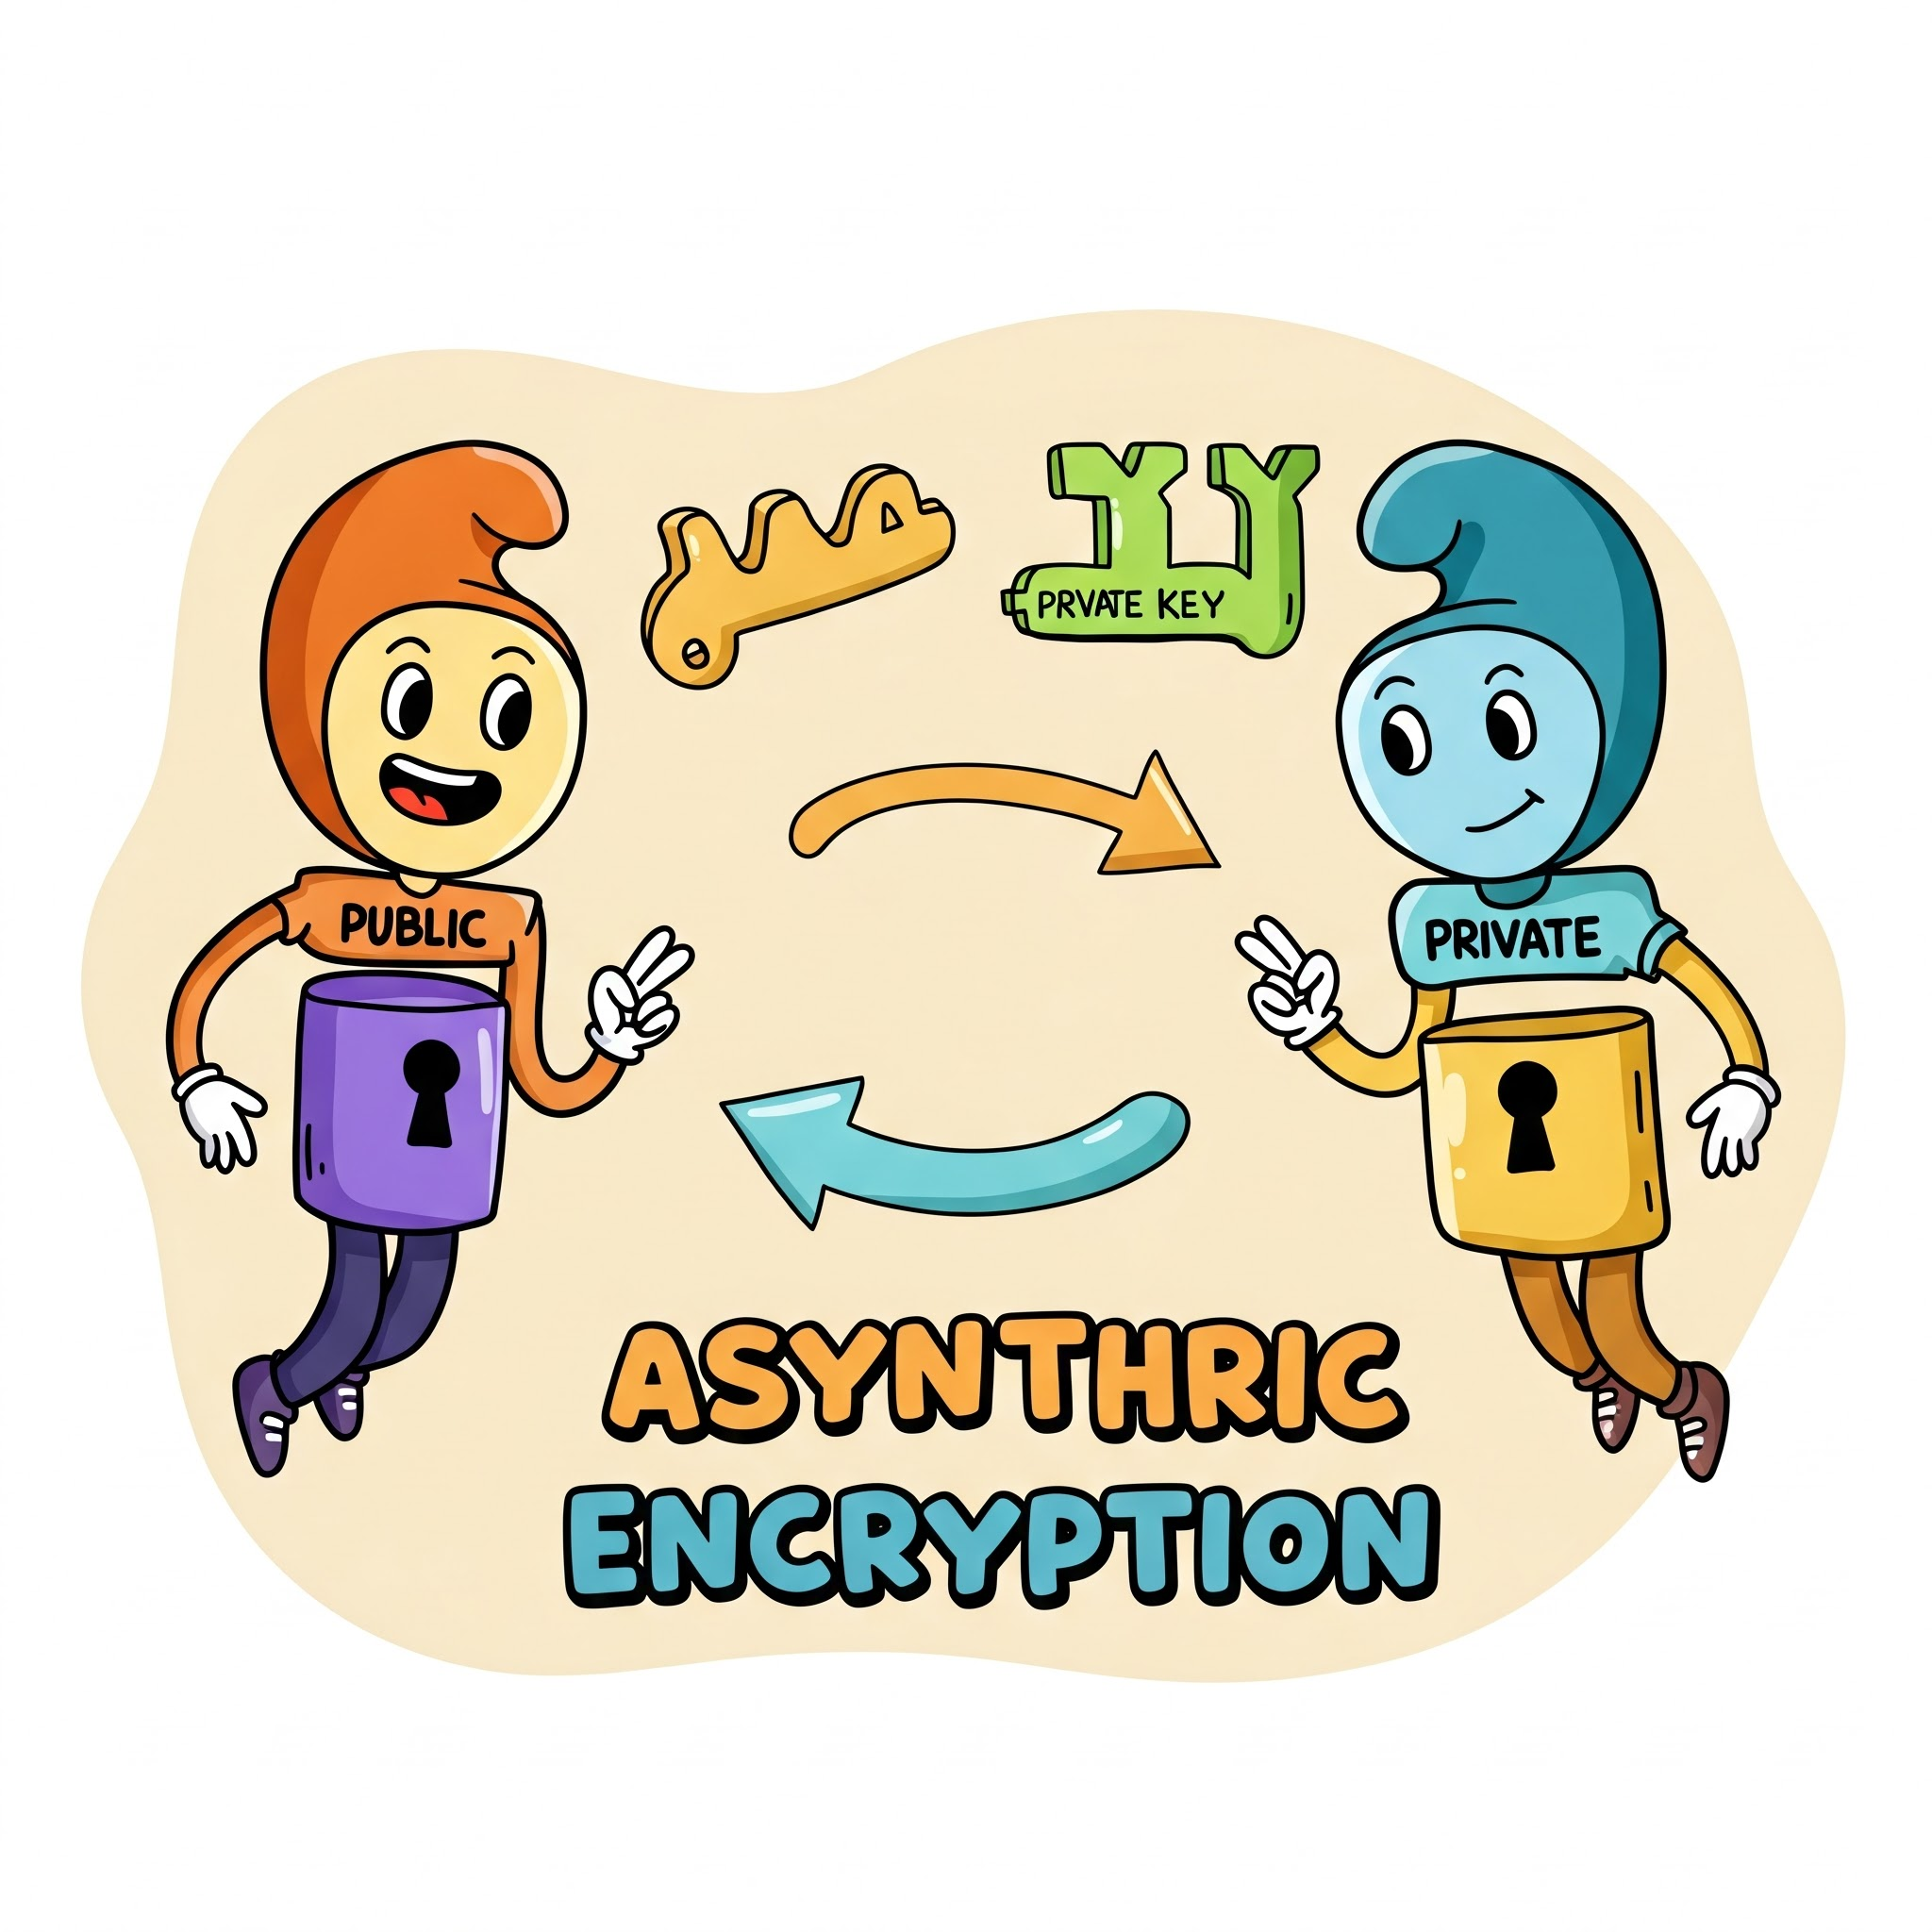 PRVATE KEY
PUBLIC
PRIVATE
ASYNTHRIC
ENCRYPTION